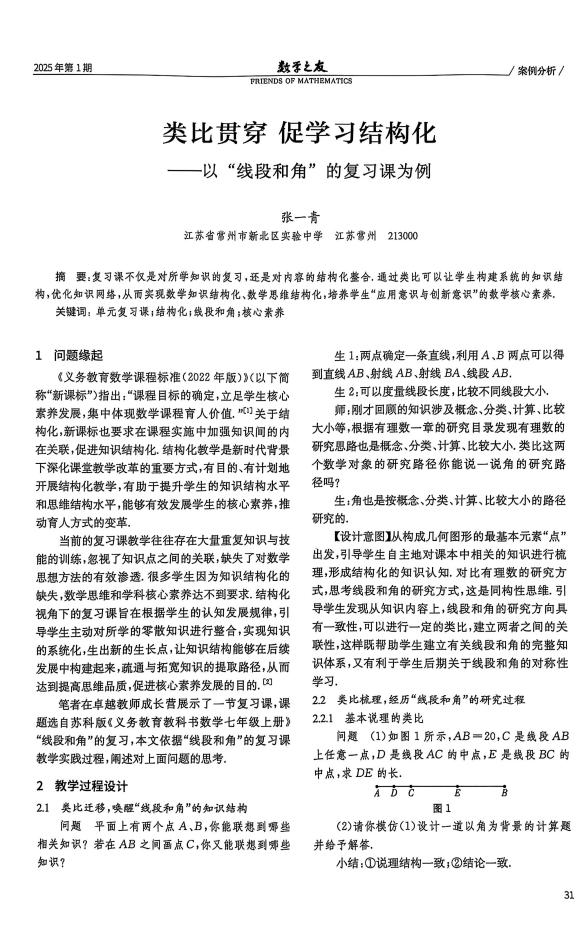 2025年第1期
数学之友
FRIENDS OF MATHEMATICS
/ 案例分析 /
类比贯穿 促学习结构化
——以“线段和角”的复习课为例
张一青
江苏省常州市新北区实验中学 江苏常州 213000
摘 要:复习课不仅是对所学知识的复习,还是对内容的结构化整合.通过类比可以让学生构建系统的知识结
构,优化知识网络,从而实现数学知识结构化、数学思维结构化,培养学生“应用意识与创新意识”的数学核心素养.
关键词: 单元复习课;结构化;线段和角;核心素养
1 问题缘起
《义务教育数学课程标准(2022年版)》(以下简
称“新课标”)指出:“课程目标的确定,立足学生核心
素养发展,集中体现数学课程育人价值.”[1]关于结
构化,新课标也要求在课程实施中加强知识间的内
在关联,促进知识结构化.结构化教学是新时代背景
下深化课堂教学改革的重要方式,有目的、有计划地
开展结构化教学,有助于提升学生的知识结构水平
和思维结构水平,能够有效发展学生的核心素养,推
动育人方式的变革.
当前的复习课教学往往存在大量重复知识与技
能的训练,忽视了知识点之间的关联,缺失了对数学
思想方法的有效渗透.很多学生因为知识结构化的
缺失,数学思维和学科核心素养达不到要求.结构化
视角下的复习课旨在根据学生的认知发展规律,引
导学生主动对所学的零散知识进行整合,实现知识
的系统化,生出新的生长点,让知识结构能够在后续
发展中构建起来,疏通与拓宽知识的提取路径,从而
达到提高思维品质,促进核心素养发展的目的.[2]
笔者在卓越教师成长营展示了一节复习课,课
题选自苏科版《义务教育教科书数学七年级上册》
“线段和角”的复习,本文依据“线段和角”的复习课
教学实践过程,阐述对上面问题的思考.
2 教学过程设计
2.1 类比迁移,唤醒“线段和角”的知识结构
问题 平面上有两个点A、B,你能联想到哪些
相关知识? 若在AB之间画点C,你又能联想到哪些
知识?
生1:两点确定一条直线,利用A、B两点可以得
到直线AB、射线AB、射线BA、线段AB.
生2:可以度量线段长度,比较不同线段大小.
师:刚才回顾的知识涉及概念、分类、计算、比较
大小等,根据有理数一章的研究目录发现有理数的
研究思路也是概念、分类、计算、比较大小.类比这两
个数学对象的研究路径你能说一说角的研究路
径吗?
生:角也是按概念、分类、计算、比较大小的路径
研究的.
【设计意图】从构成几何图形的最基本元素“点”
出发,引导学生自主地对课本中相关的知识进行梳
理,形成结构化的知识认知.对比有理数的研究方
式,思考线段和角的研究方式,这是同构性思维.引
导学生发现从知识内容上,线段和角的研究方向具
有一致性,可以进行一定的类比,建立两者之间的关
联性,这样既帮助学生建立有关线段和角的完整知
识体系,又有利于学生后期关于线段和角的对称性
学习.
2.2 类比梳理,经历“线段和角”的研究过程
2.2.1 基本说理的类比
问题 (1)如图1所示,AB=20,C是线段AB
上任意一点,D是线段AC的中点,E是线段BC的
中点,求DE的长.
A D C E B
图1
(2)请你模仿(1)设计一道以角为背景的计算题
并给予解答.
小结:①说理结构一致;②结论一致.
31